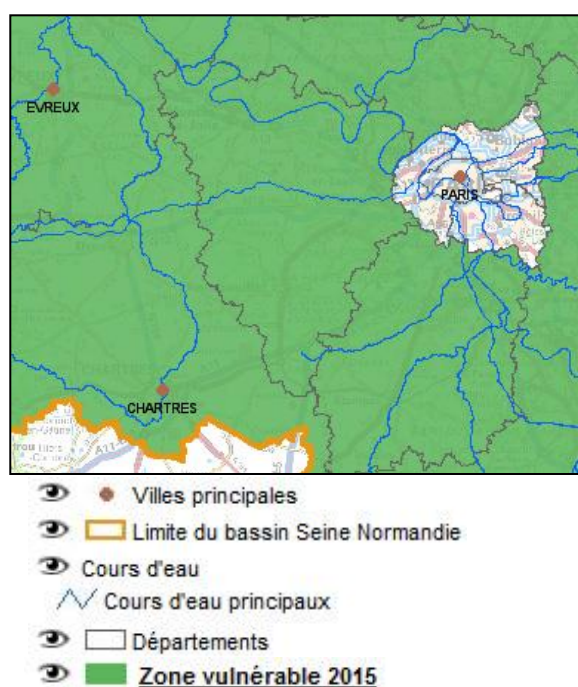 EVREUX
PARIS
CHARTRES
A11
Villes principales
Limite du bassin Seine Normandie
Cours d'eau
Cours d'eau principaux
Départements
Zone vulnérable 2015